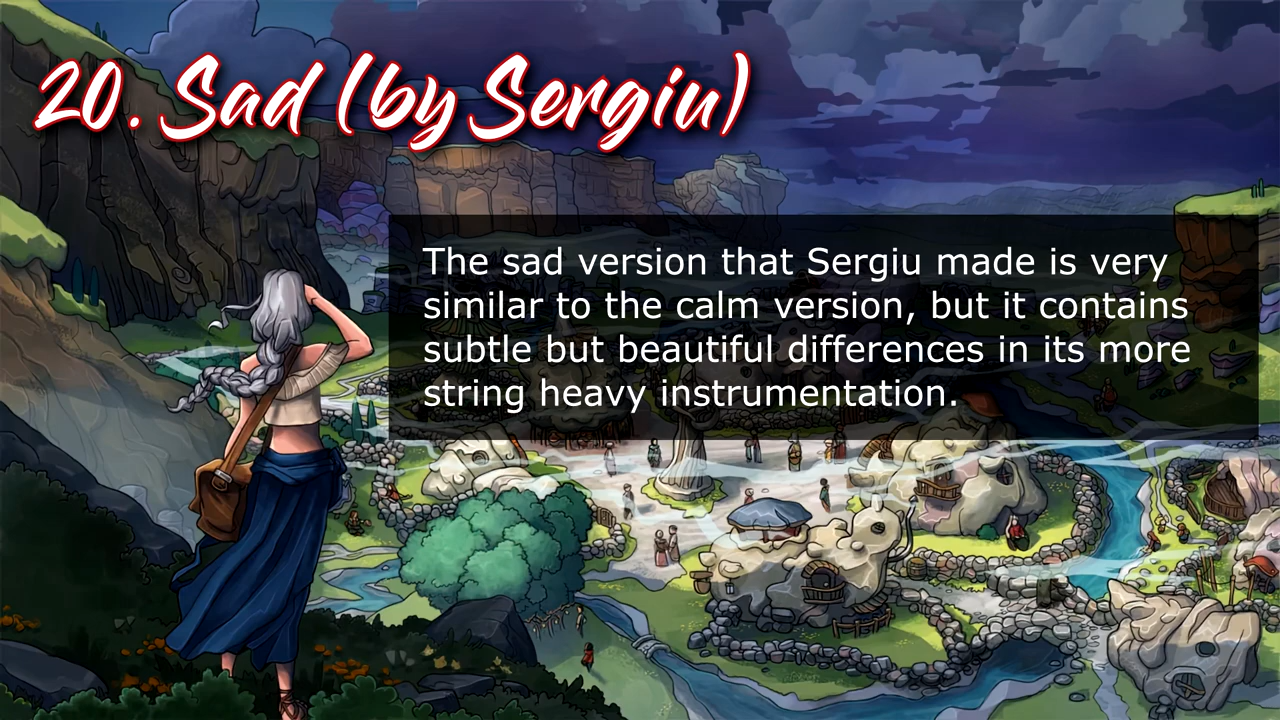 20. Sad (by Sergiu)
The sad version that Sergiu made is very
similar to the calm version, but it contains
subtle but beautiful differences in its more
string heavy instrumentation.